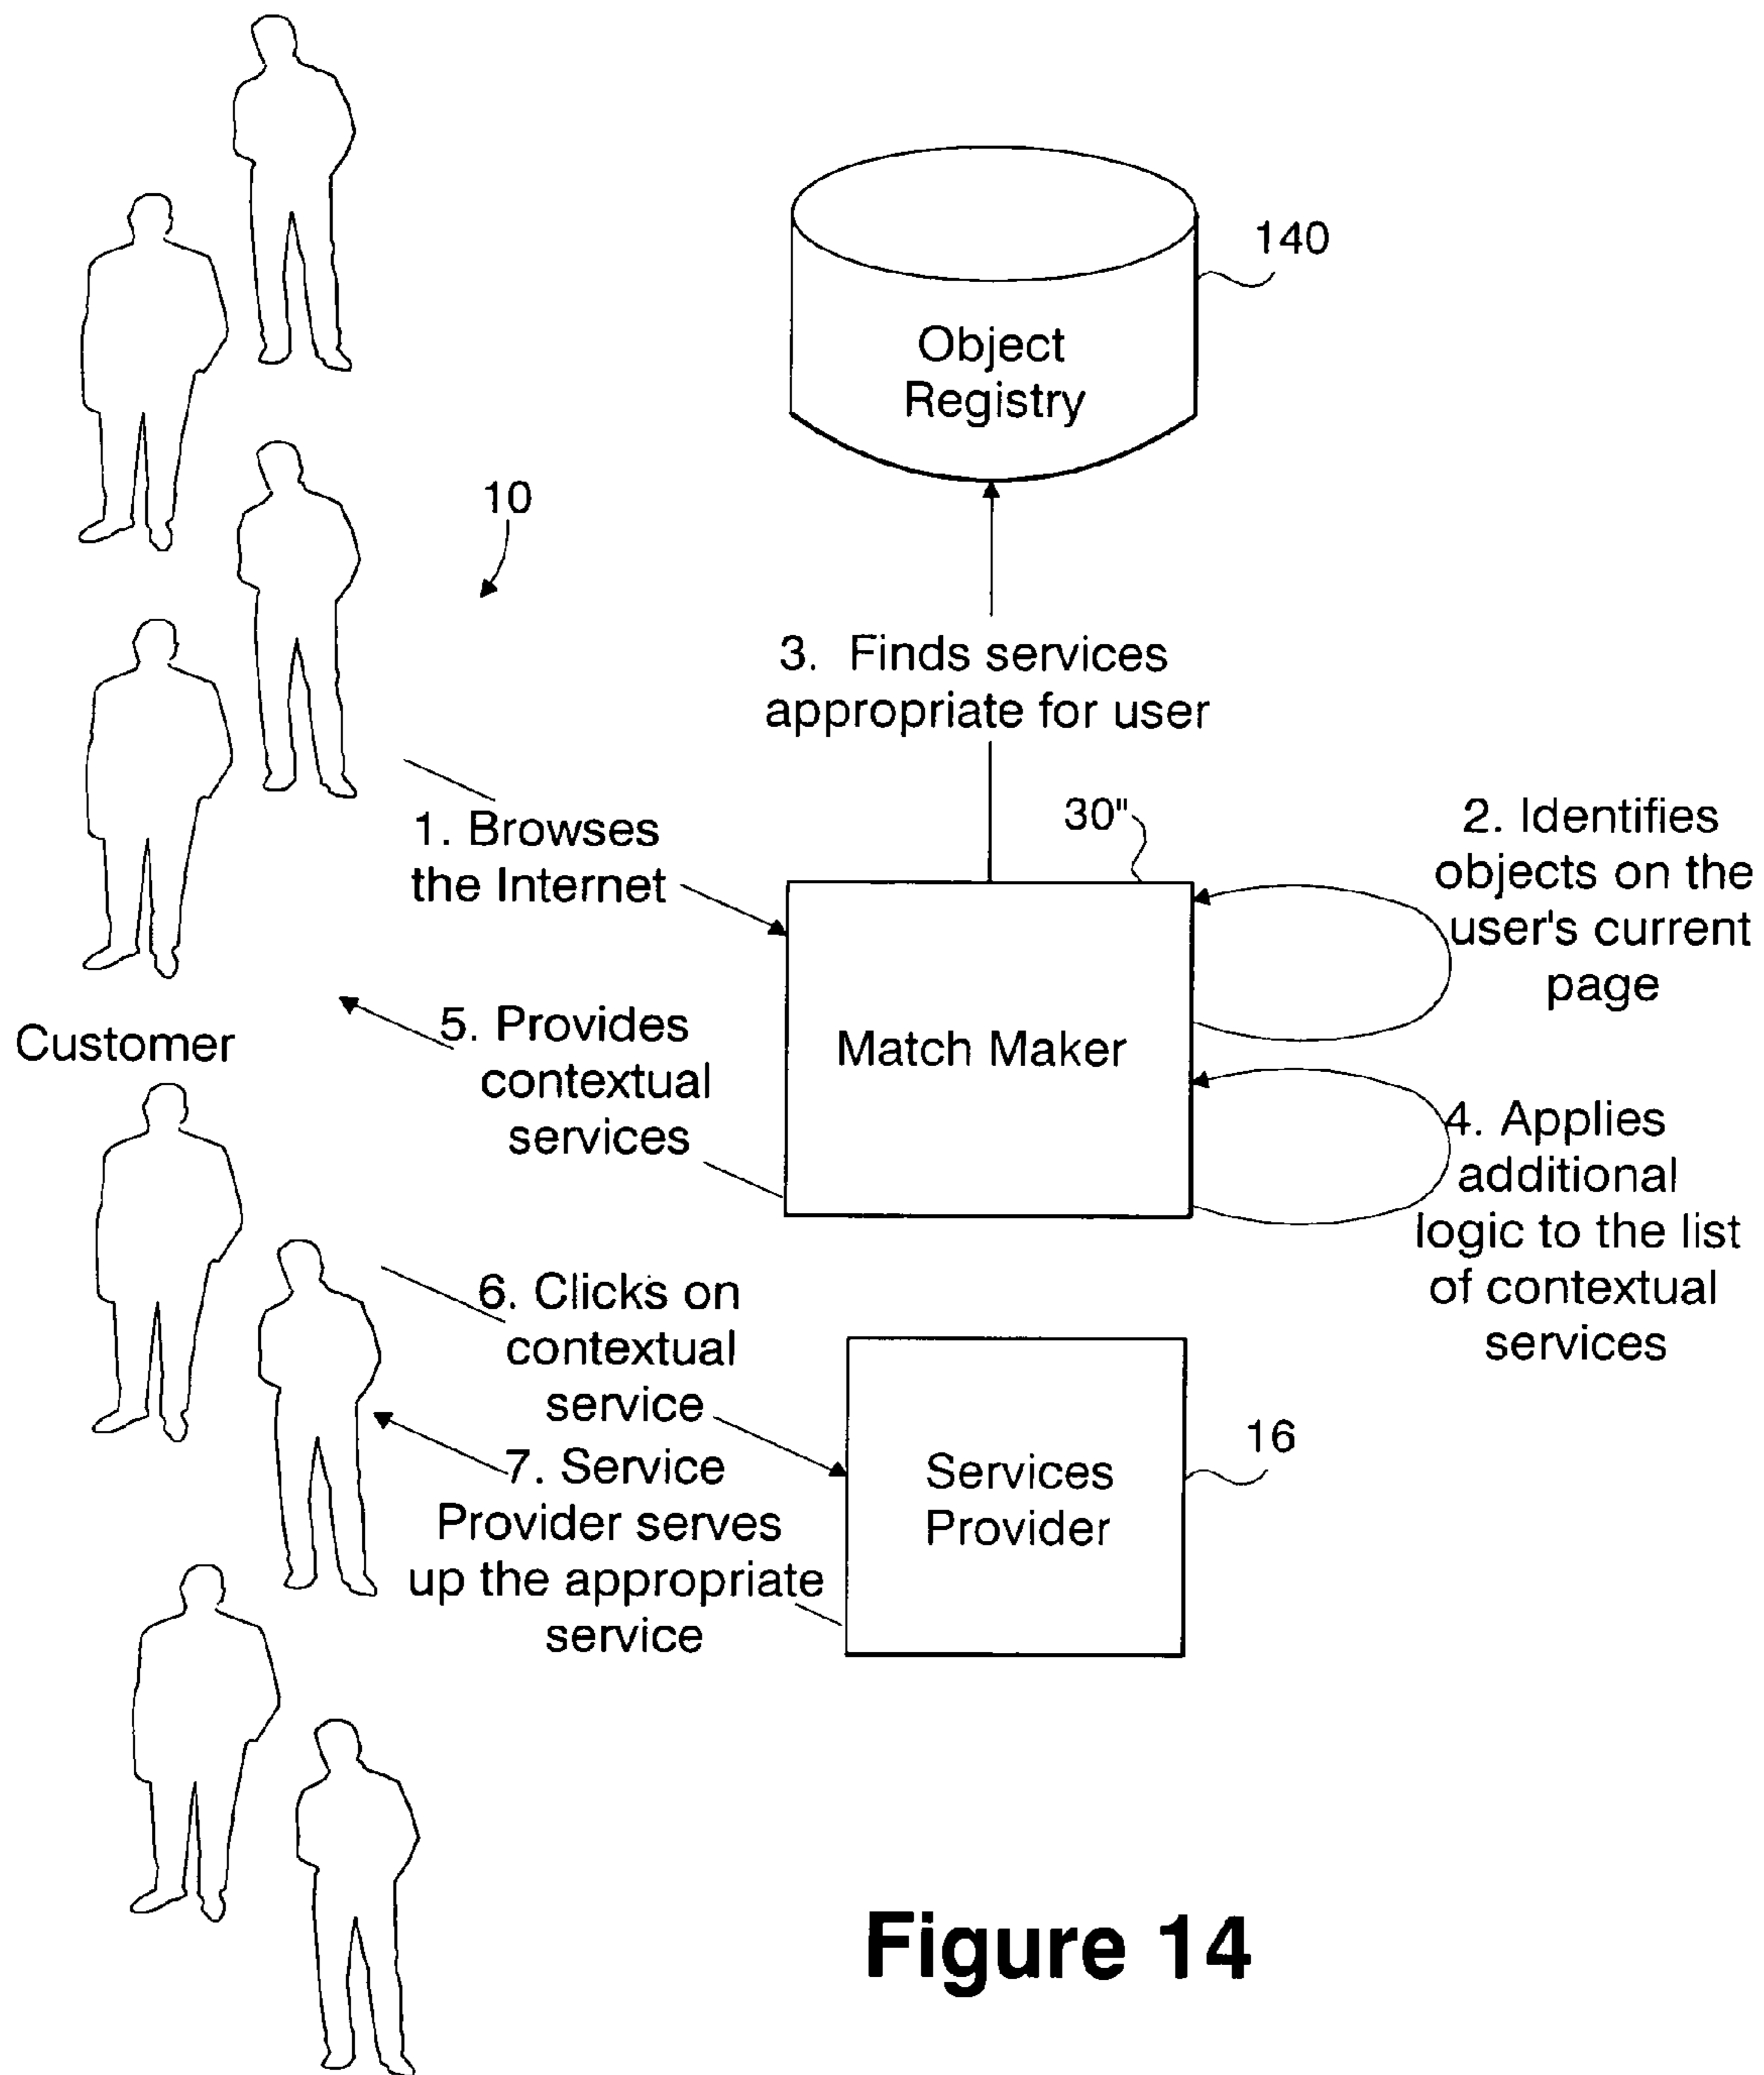 140
Object
Registry
10
3. Finds services
appropriate for user
30"
1. Browses
the Internet
2. Identifies
objects on the
user's current
page
Match Maker
5. Provides
contextual
services
Customer
4. Applies
additional
logic to the list
of contextual
services
6. Clicks on
contextual
service
7. Service
Provider serves
up the appropriate
service
Services
Provider
16
Figure 14